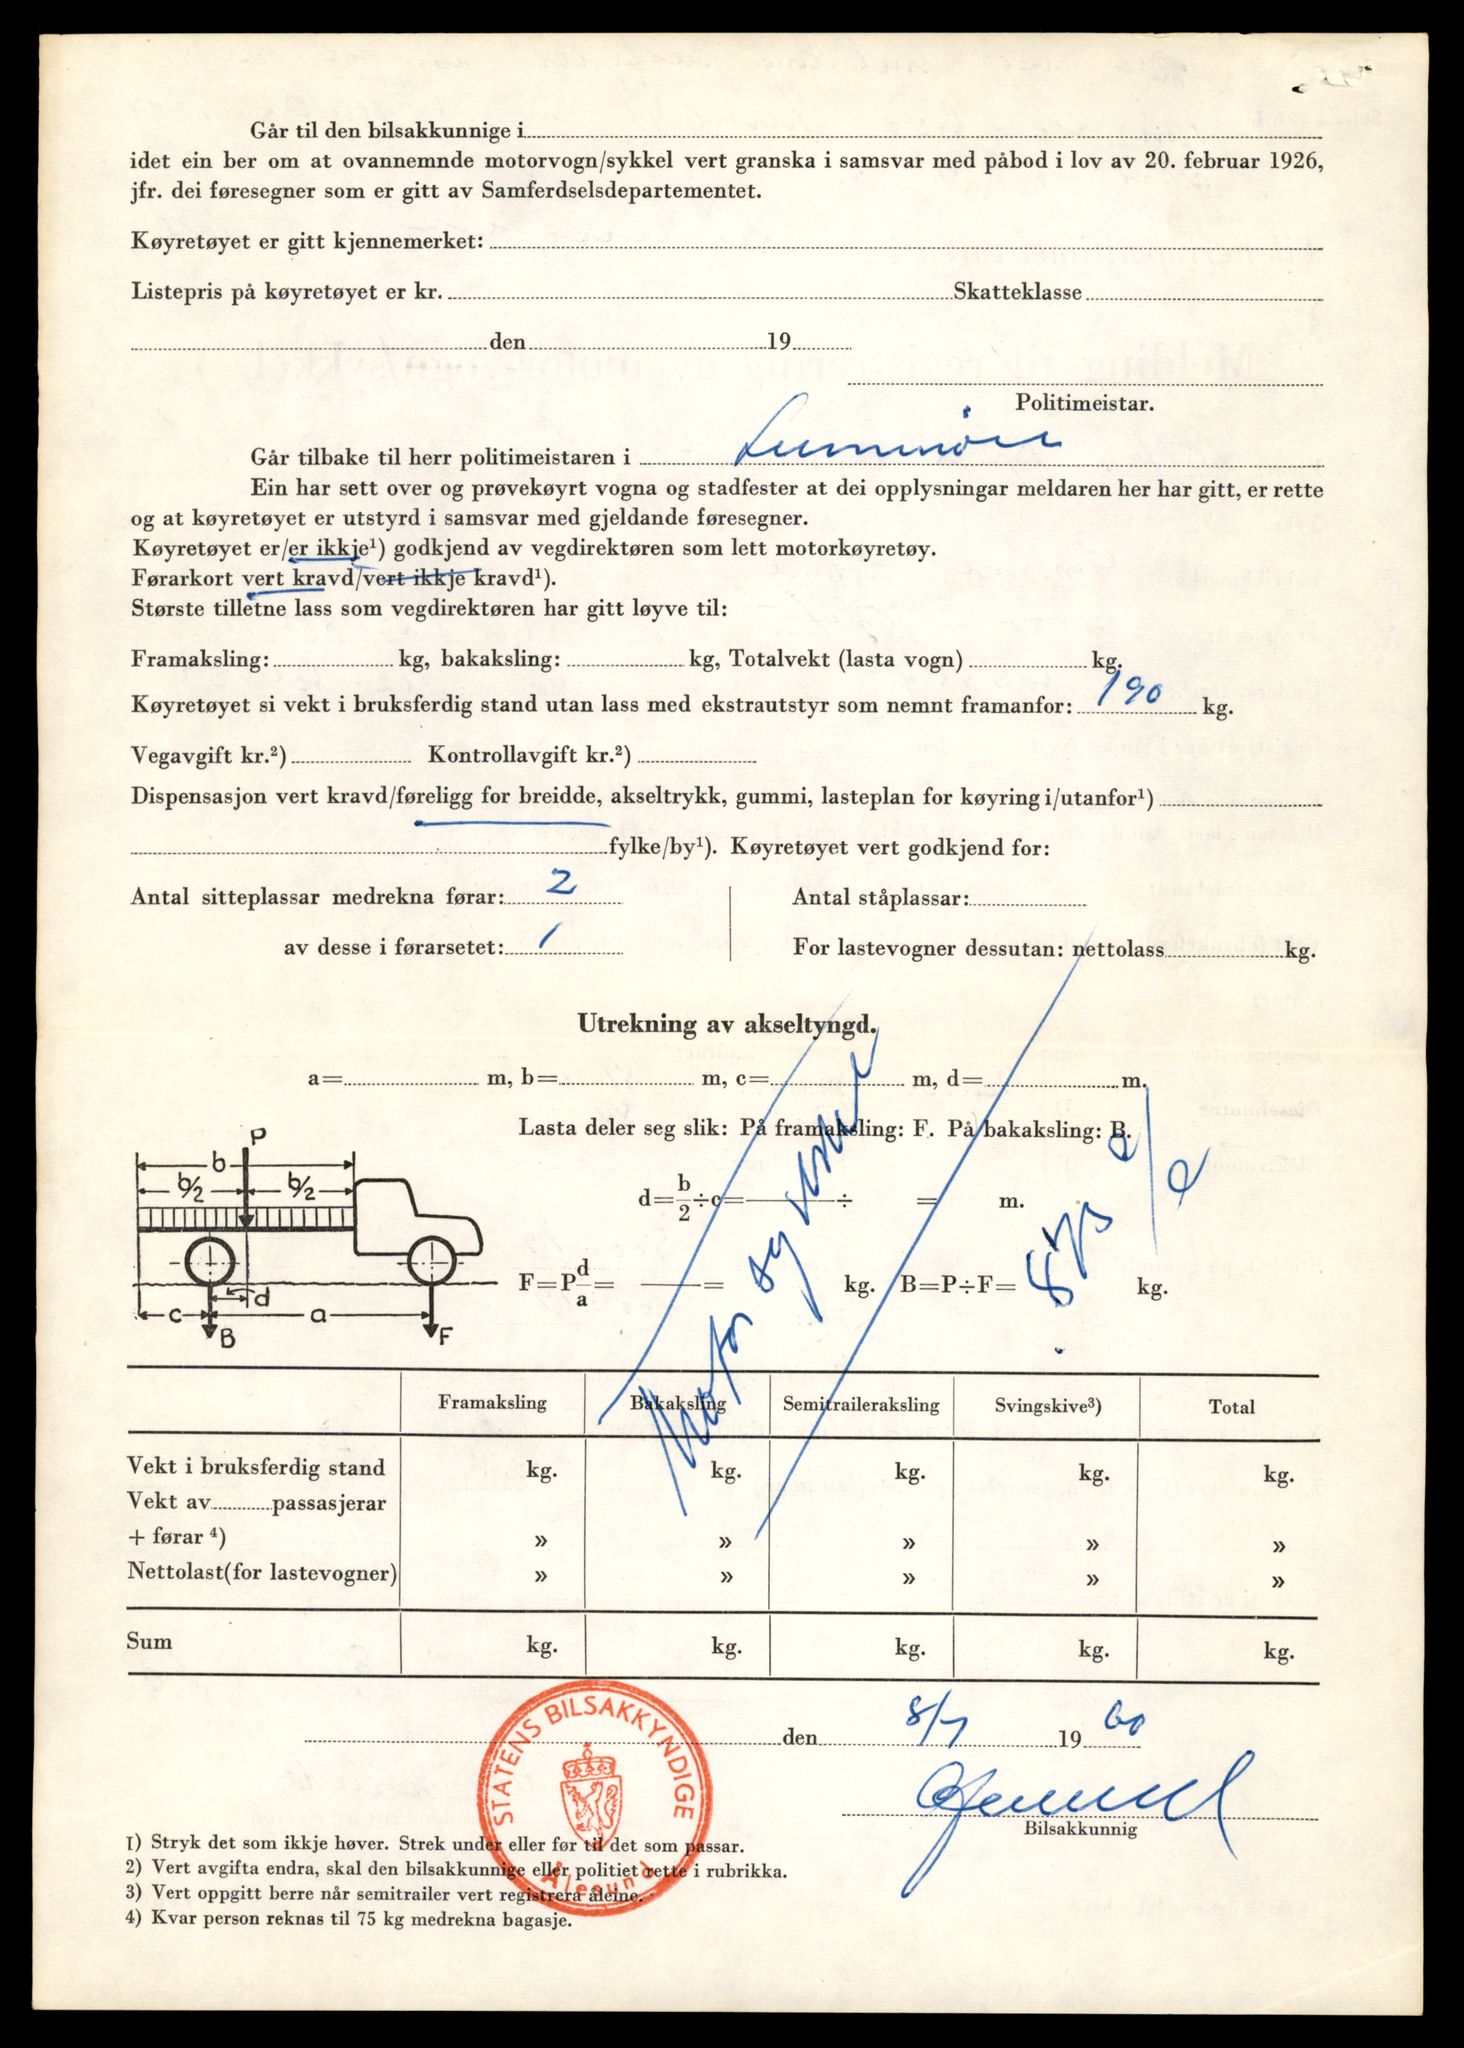 Går til den bilsakkunnige i
idet ein ber om at ovannemnde motorvogn/sykkel vert granska i samsvar med påbod i lov av 20. februar 1926,
jfr. dei føresegner som er gitt av Samferdselsdepartementet.
Køyretøyet er gitt kjennemerket:
Listepris på køyretøyet er kr. Skatteklasse
den 19
Politimeistar.
Går tilbake til herr politimeistaren i
Ein har sett over og prøvekøyrt vogna og stadfester at dei opplysningar meldaren her har gitt, er rette
og at køyretøyet er utstyrd i samsvar med gjeldande føresegner.
Køyretøyet er/er ikkje¹) godkjend av vegdirektøren som lett motorkøyretøy.
Førarkort vert kravd/vert ikkje kravd¹).
Største tilletne lass som vegdirektøren har gitt løyve til:
Framaksling: kg, bakaksling: kg, Totalvekt (lasta vogn) kg.
Køyretøyet si vekt i bruksferdig stand utan lass med ekstrautstyr som nemnt framanfor: 190 kg.
Vegavgift kr.²) Kontrollavgift kr.²)
Dispensasjon vert kravd/føreligg for breidde, akseltrykk, gummi, lasteplan for køyring i/utanfor¹)
fylke/by¹). Køyretøyet vert godkjend for:
Antal sitteplassar medrekna førar: 2 Antal ståplassar:
av desse i førarsetet: 1 For lastevogner dessutan: nettolass kg.
Utrekning av akseltyngd.
a= m, b= m, c= m, d= m.
Lasta deler seg slik: På framaksling: F. På bakaksling: B.
P
b
b/2 b/2
d=b/2÷c= ÷ = m.
F=P d/a= = kg. B=P÷F= kg.
d
c a
B F
Motorsykkel
Framaksling Bakaksling Semitraileraksling Svingskive³) Total
Vekt i bruksferdig stand kg. kg. kg. kg. kg.
Vekt av passasjerar
+ førar ⁴) » » » » »
Nettolast(for lastevogner) » » » » »
Sum kg. kg. kg. kg. kg.
den 8/7 1960
STATENS BILSAKKYNDIGE
Ålesund
Bilsakkunnig
1) Stryk det som ikkje høver. Strek under eller før til det som passar.
2) Vert avgifta endra, skal den bilsakkunnige eller politiet rette i rubrikka.
3) Vert oppgitt berre når semitrailer vert registrera åleine.
4) Kvar person reknas til 75 kg medrekna bagasje.